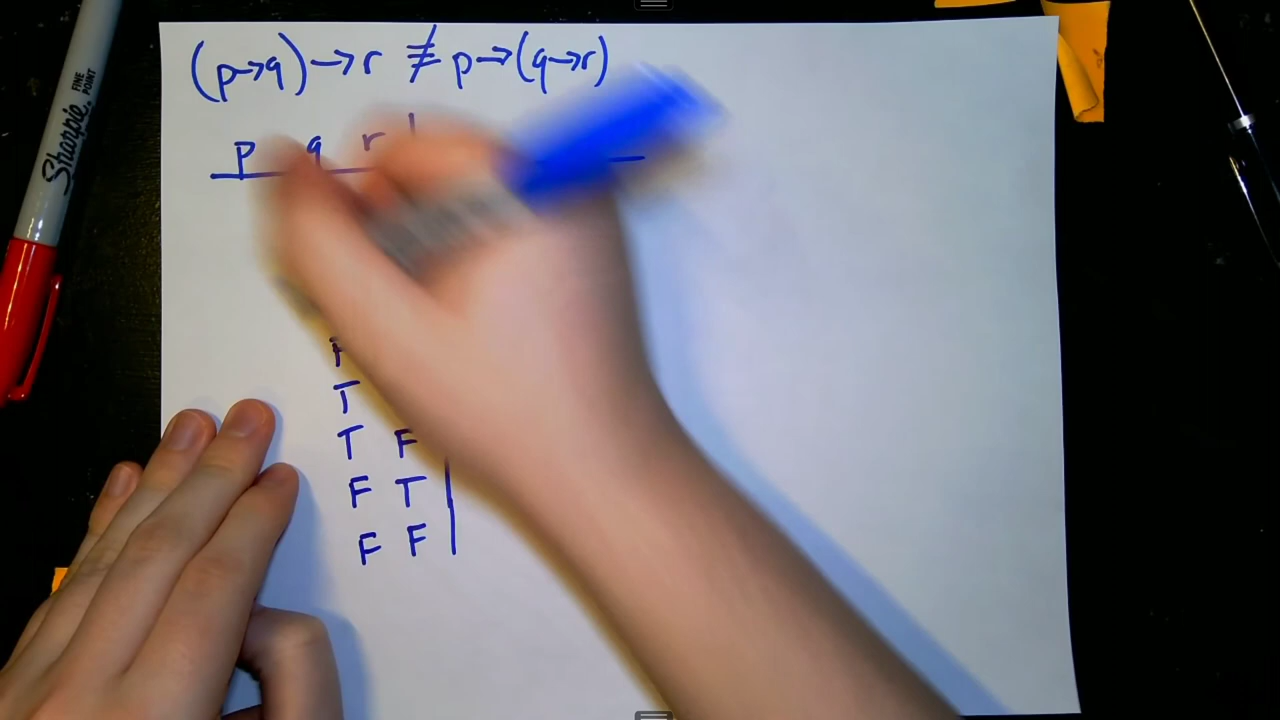 (p→q)→r ≢ p→(q→r)
p q r
F
T
T F
F T
F F
Sharpie. FINE POINT